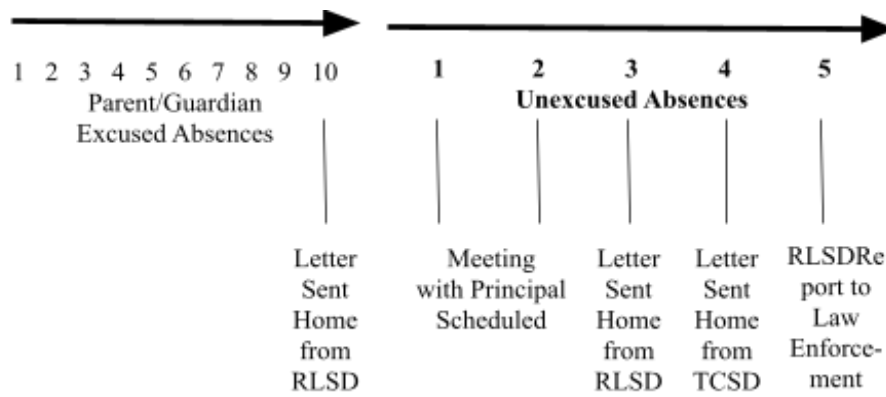 1 2 3 4 5 6 7 8 9 10
Parent/Guardian
Excused Absences
1 2 3 4 5
Unexcused Absences
Letter
Sent
Home
from
RLSD
Meeting
with Principal
Scheduled
Letter
Sent
Home
from
RLSD
Letter
Sent
Home
from
TCSD
RLSDRe
port to
Law
Enforce-
ment